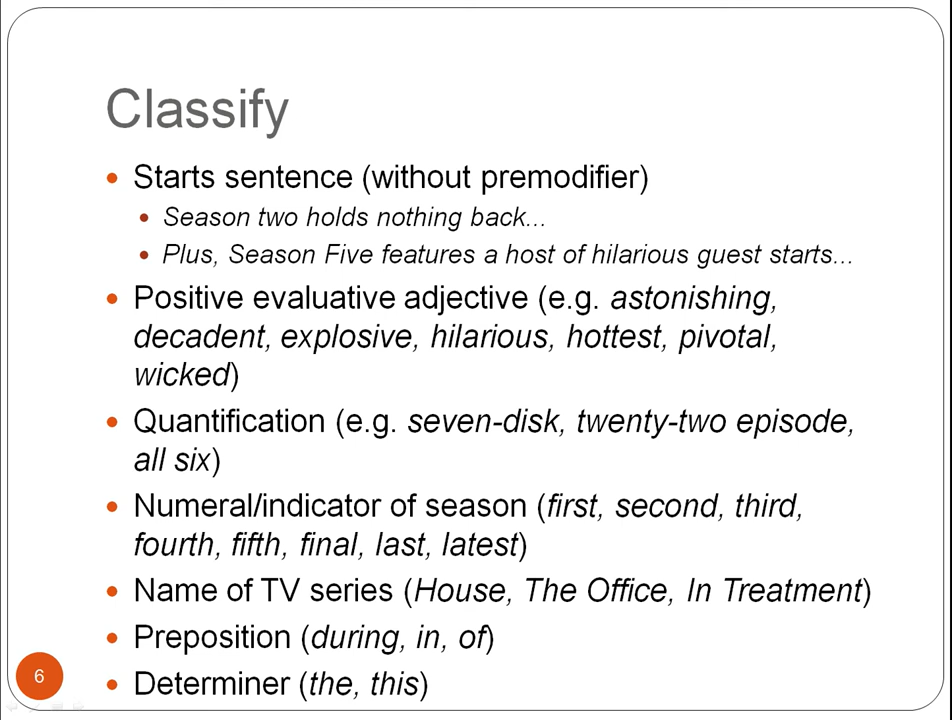 Classify
Starts sentence (without premodifier)
Season two holds nothing back...
Plus, Season Five features a host of hilarious guest starts...
Positive evaluative adjective (e.g. astonishing,
decadent, explosive, hilarious, hottest, pivotal,
wicked)
Quantification (e.g. seven-disk, twenty-two episode,
all six)
Numeral/indicator of season (first, second, third,
fourth, fifth, final, last, latest)
Name of TV series (House, The Office, In Treatment)
Preposition (during, in, of)
Determiner (the, this)
6